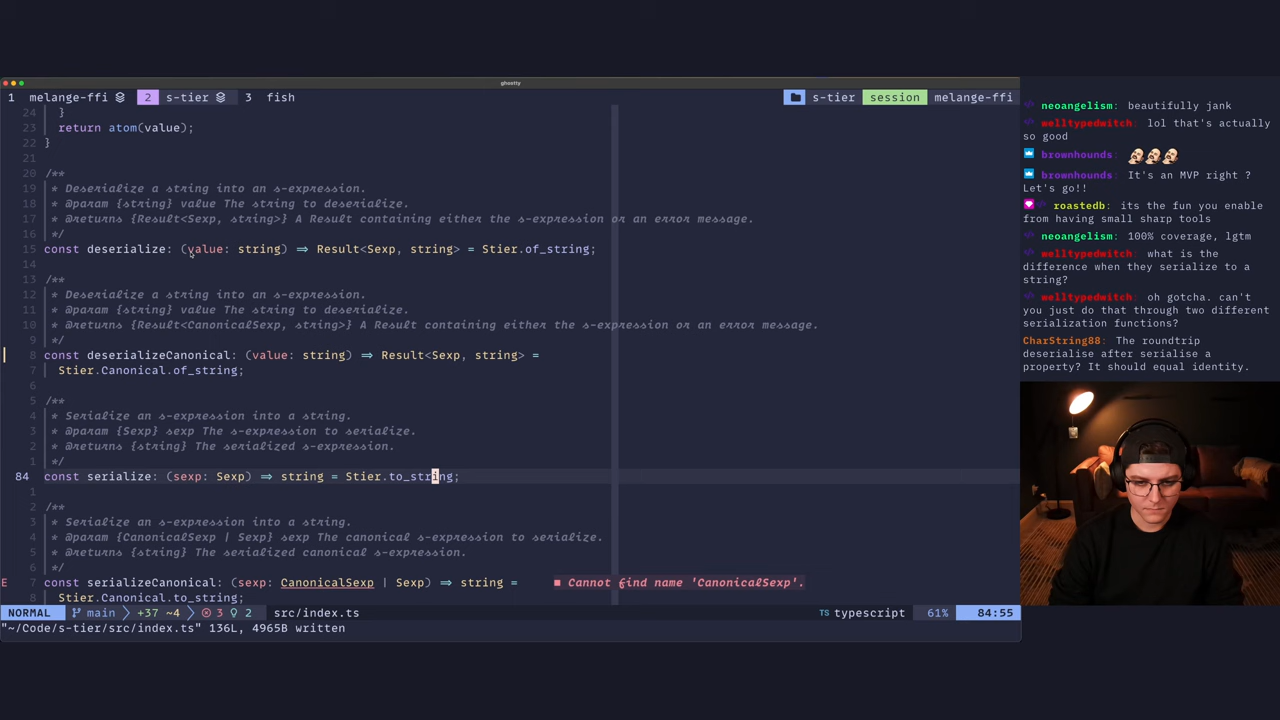 ghostty
1 melange-ffi 2 s-tier 3 fish s-tier session melange-ffi
24 }
23 return atom(value);
22 }
21
20 /**
19 * Deserialize a string into an s-expression.
18 * @param {string} value The string to deserialize.
17 * @returns {Result<Sexp, string>} A Result containing either the s-expression or an error message.
16 */
15 const deserialize: (value: string) => Result<Sexp, string> = Stier.of_string;
14
13 /**
12 * Deserialize a string into an s-expression.
11 * @param {string} value The string to deserialize.
10 * @returns {Result<CanonicalSexp, string>} A Result containing either the s-expression or an error message.
9 */
8 const deserializeCanonical: (value: string) => Result<Sexp, string> =
7 Stier.Canonical.of_string;
6
5 /**
4 * Serialize an s-expression into a string.
3 * @param {Sexp} sexp The s-expression to serialize.
2 * @returns {string} The serialized s-expression.
1 */
84 const serialize: (sexp: Sexp) => string = Stier.to_string;
1
2 /**
3 * Serialize an s-expression into a string.
4 * @param {CanonicalSexp | Sexp} sexp The canonical s-expression to serialize.
5 * @returns {string} The serialized canonical s-expression.
6 */
E 7 const serializeCanonical: (sexp: CanonicalSexp | Sexp) => string = ■ Cannot find name 'CanonicalSexp'.
8 Stier.Canonical.to_string;
NORMAL main +37 ~4 3 2 src/index.ts TS typescript 61% 84:55
"~/Code/s-tier/src/index.ts" 136L, 4965B written
neoangelism: beautifully jank
welltypedwitch: lol that's actually
so good
brownhounds:
brownhounds: It's an MVP right ?
Let's go!!
roastedb: its the fun you enable
from having small sharp tools
neoangelism: 100% coverage, lgtm
welltypedwitch: what is the
difference when they serialize to a
string?
welltypedwitch: oh gotcha. can't
you just do that through two different
serialization functions?
CharString88: The roundtrip
deserialise after serialise a
property? It should equal identity.